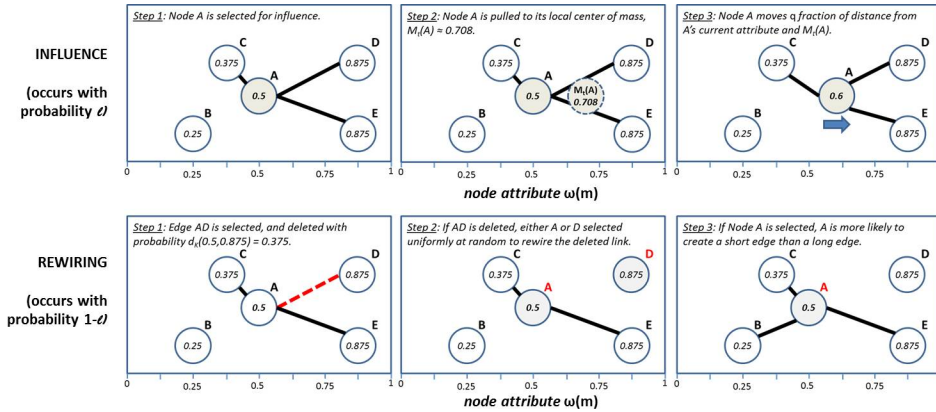 INFLUENCE
(occurs with
probability ℓ)
Step 1: Node A is selected for influence.
C
D
0.375
0.875
A
0.5
B
E
0.25
0.875
0
0.25
0.5
0.75
1
Step 2: Node A is pulled to its local center of mass,
Mₜ(A) ≈ 0.708.
C
D
0.375
0.875
A
0.5
Mₜ(A)
0.708
B
E
0.25
0.875
0
0.25
0.5
0.75
1
node attribute ω(m)
Step 3: Node A moves q fraction of distance from
A's current attribute and Mₜ(A).
C
D
0.375
0.875
A
0.6
B
E
0.25
0.875
0
0.25
0.5
0.75
1
REWIRING
(occurs with
probability 1-ℓ)
Step 1: Edge AD is selected, and deleted with
probability dₖ(0.5,0.875) = 0.375.
C
D
0.375
0.875
A
0.5
B
E
0.25
0.875
0
0.25
0.5
0.75
1
Step 2: If AD is deleted, either A or D selected
uniformly at random to rewire the deleted link.
C
D
0.375
0.875
A
0.5
B
E
0.25
0.875
0
0.25
0.5
0.75
1
node attribute ω(m)
Step 3: If Node A is selected, A is more likely to
create a short edge than a long edge.
C
D
0.375
0.875
A
0.5
B
E
0.25
0.875
0
0.25
0.5
0.75
1